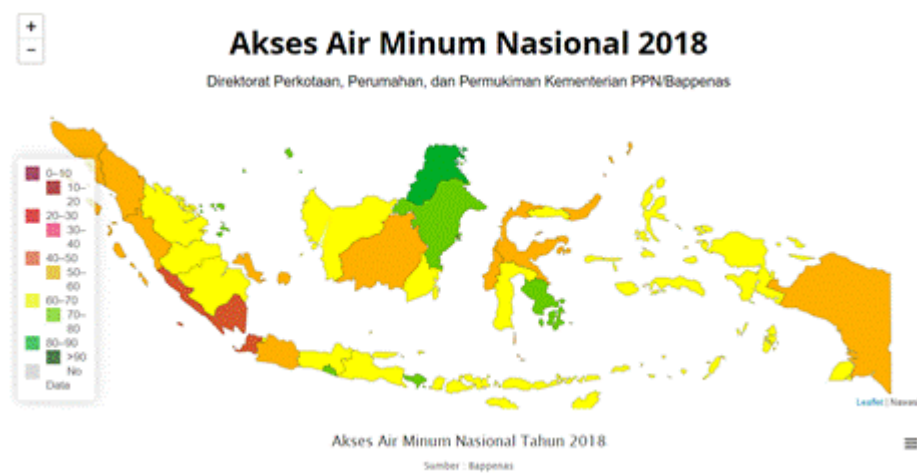 +
−
Akses Air Minum Nasional 2018
Direktorat Perkotaan, Perumahan, dan Permukiman Kementerian PPN/Bappenas
0–10
10–
20
20–30
30–
40
40–50
50–
60
60–70
70–
80
80–90
>90
No
Data
Leaflet | Nawas
Akses Air Minum Nasional Tahun 2018
Sumber : Bappenas